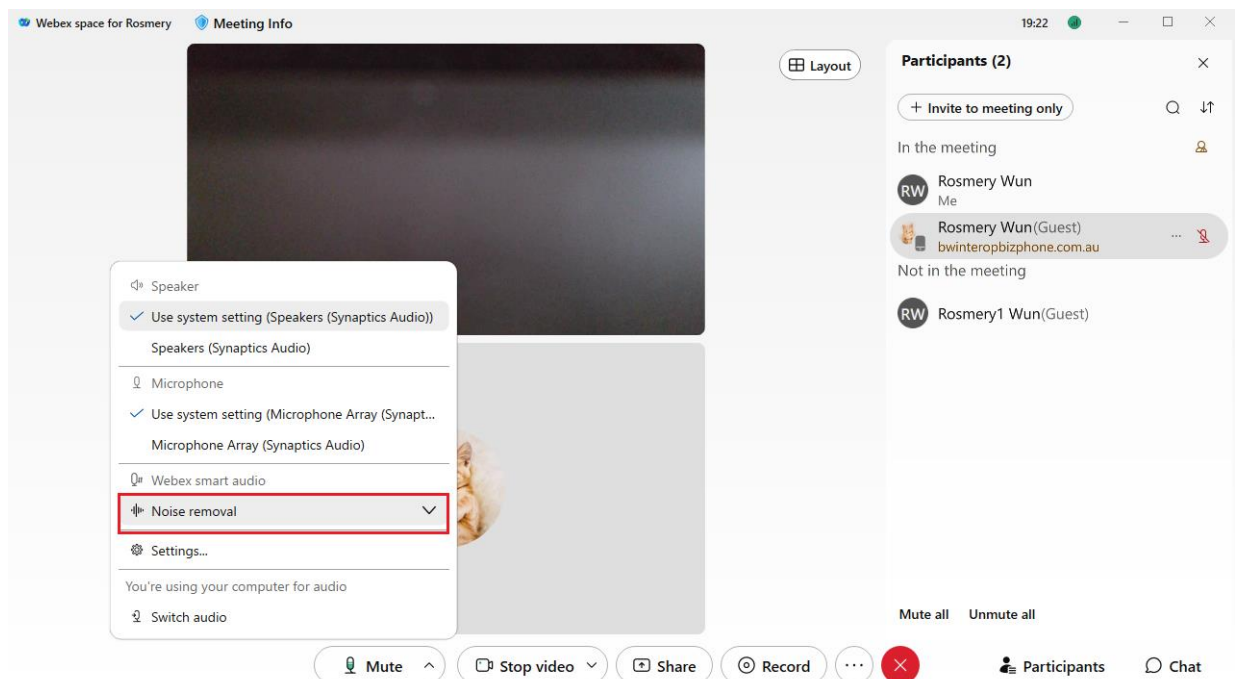 Webex space for Rosmery
Meeting Info
19:22
Layout
Participants (2)
Invite to meeting only
In the meeting
RW
Rosmery Wun
Me
Rosmery Wun(Guest)
bwinteropbizphone.com.au
Not in the meeting
RW
Rosmery1 Wun(Guest)
Speaker
Use system setting (Speakers (Synaptics Audio))
Speakers (Synaptics Audio)
Microphone
Use system setting (Microphone Array (Synapt...
Microphone Array (Synaptics Audio)
Webex smart audio
Noise removal
Settings...
You're using your computer for audio
Switch audio
Mute all Unmute all
Mute
Stop video
Share
Record
Participants
Chat